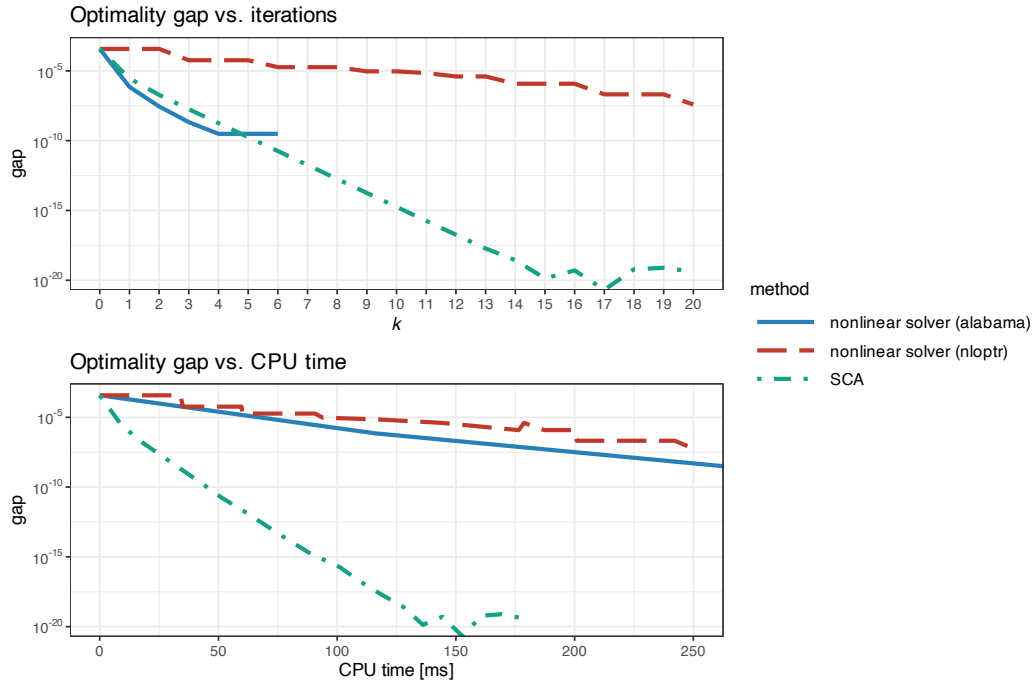 Optimality gap vs. iterations
10⁻⁵
10⁻¹⁰
10⁻¹⁵
10⁻²⁰
gap
0 1 2 3 4 5 6 7 8 9 10 11 12 13 14 15 16 17 18 19 20
k
method
nonlinear solver (alabama)
nonlinear solver (nloptr)
SCA
Optimality gap vs. CPU time
10⁻⁵
10⁻¹⁰
10⁻¹⁵
10⁻²⁰
gap
0 50 100 150 200 250
CPU time [ms]